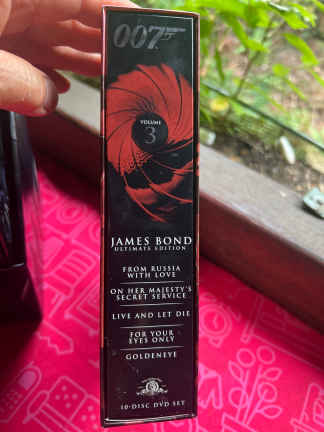 007
VOLUME
3
JAMES BOND
ULTIMATE EDITION
FROM RUSSIA
WITH LOVE
ON HER MAJESTY'S
SECRET SERVICE
LIVE AND LET DIE
FOR YOUR
EYES ONLY
GOLDENEYE
10-DISC DVD SET